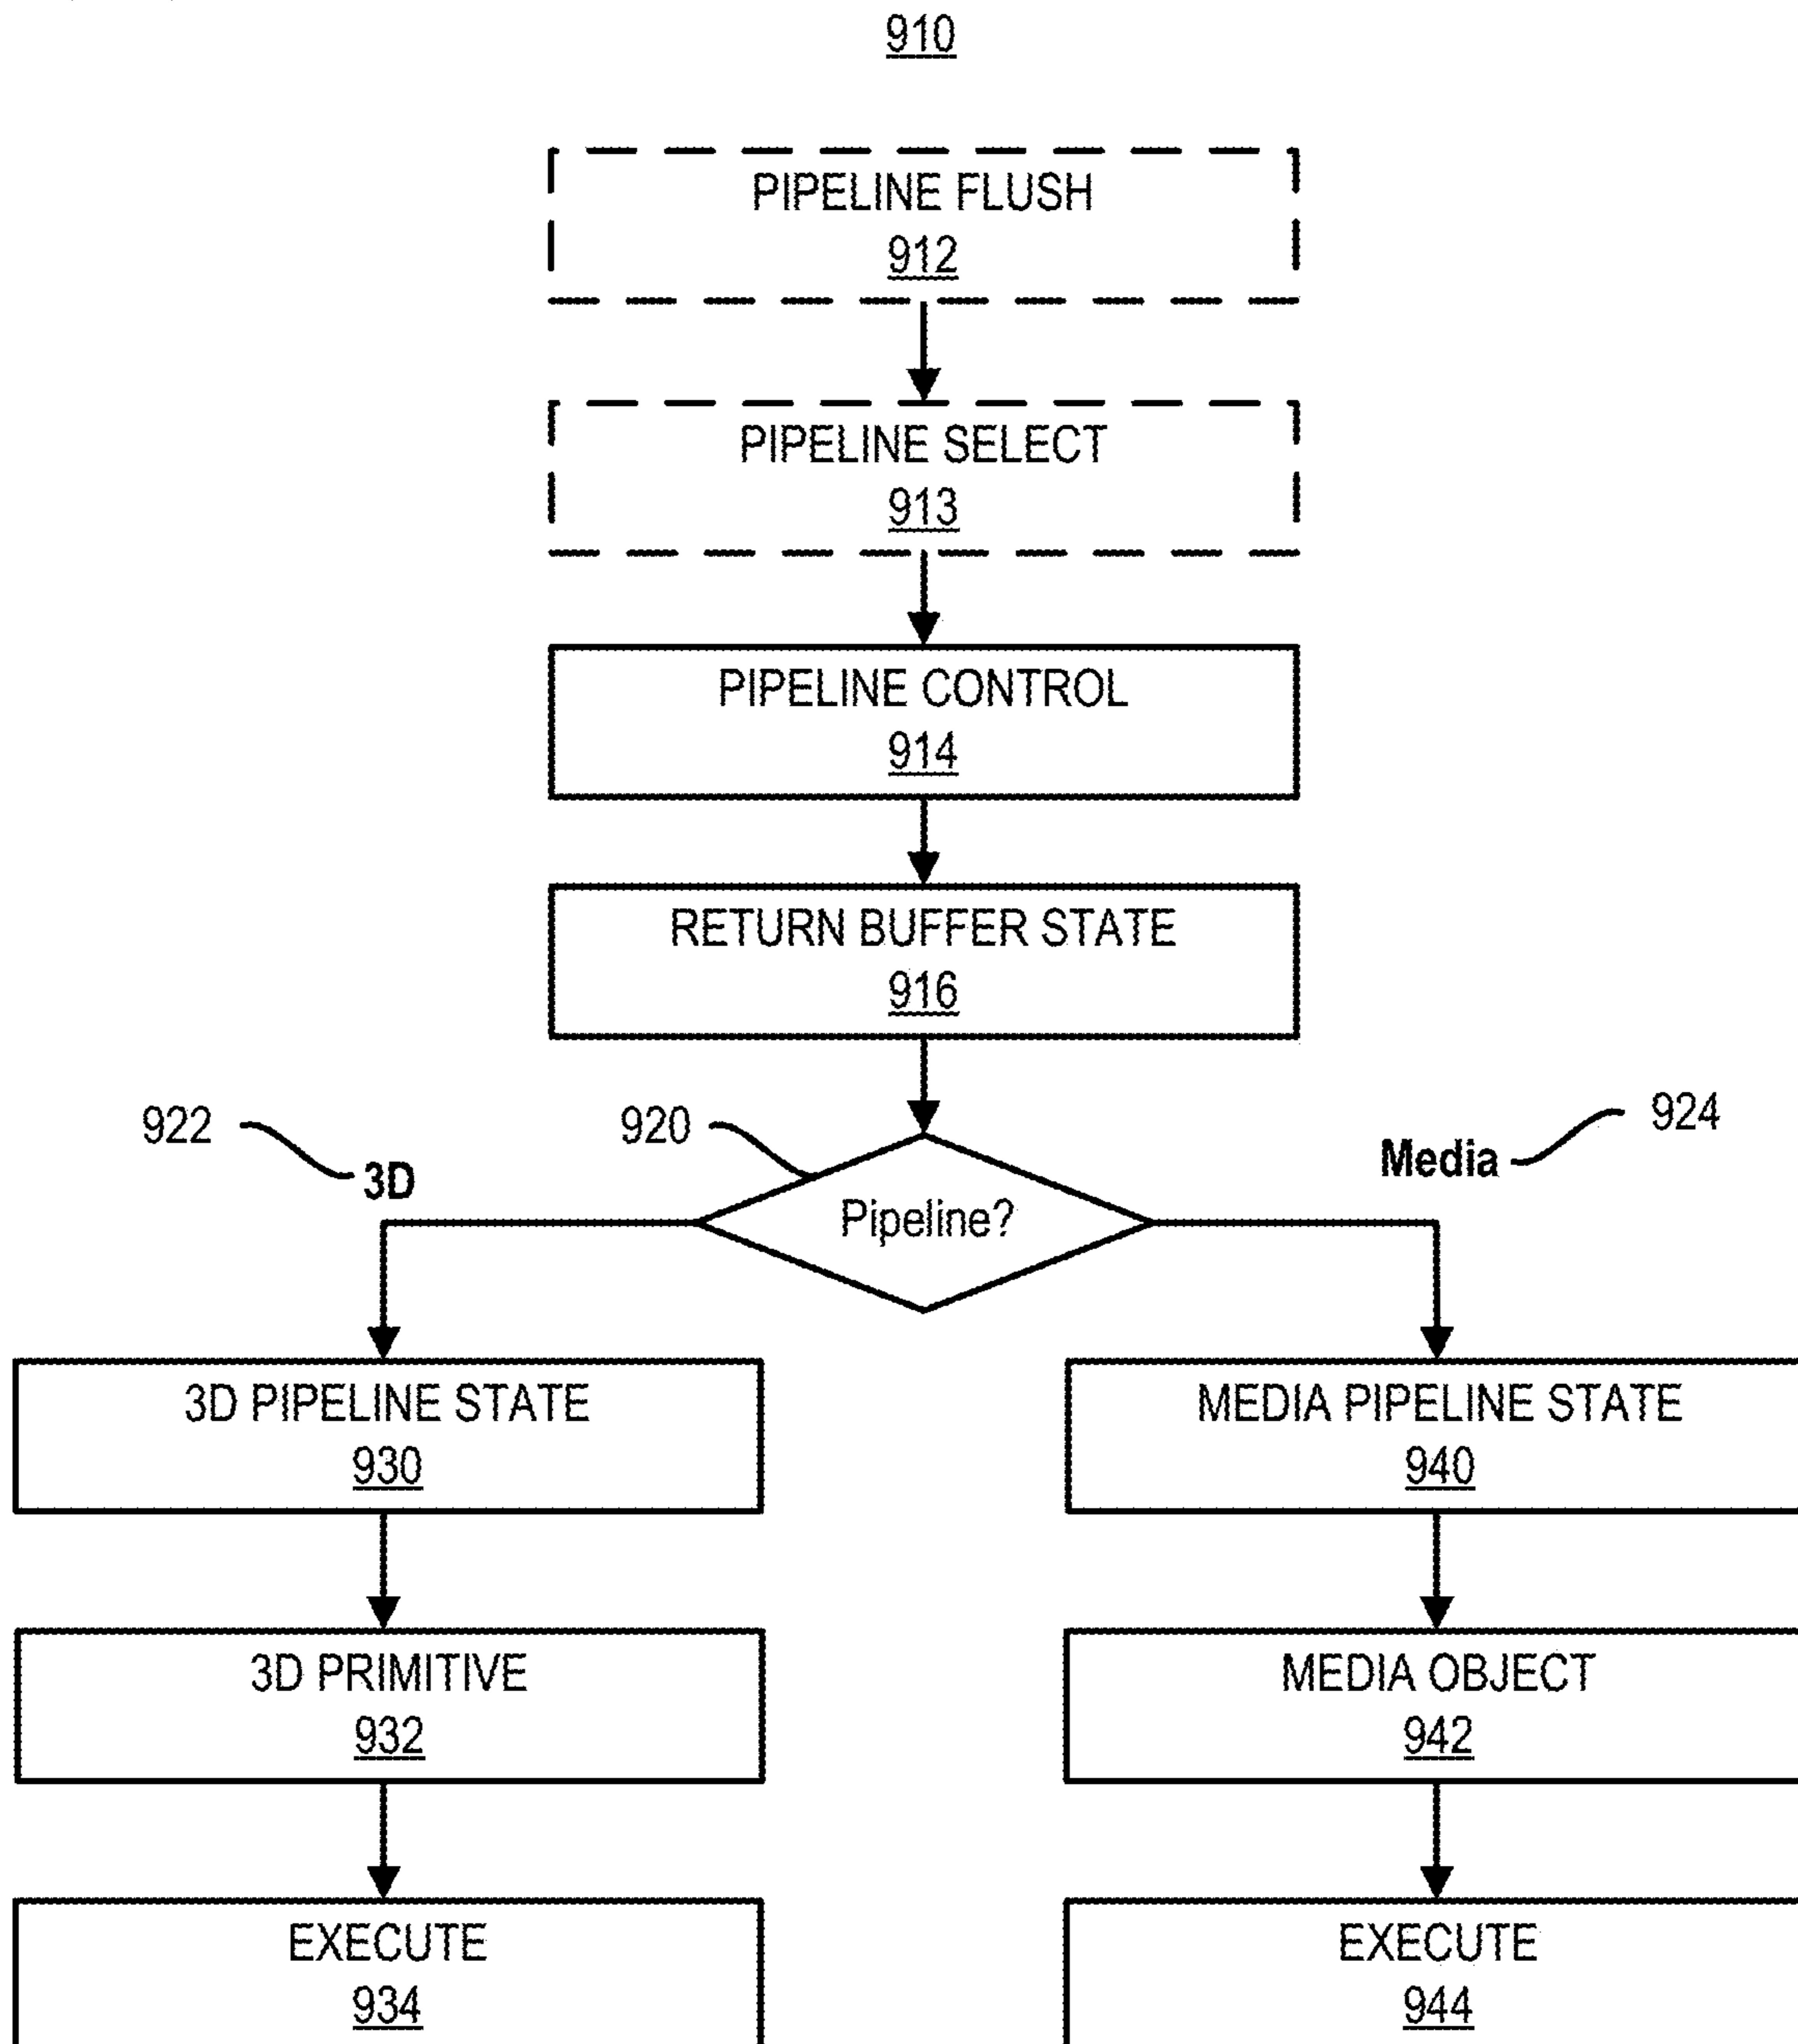 910
PIPELINE FLUSH
912
PIPELINE SELECT
913
PIPELINE CONTROL
914
RETURN BUFFER STATE
916
922
3D
920
Pipeline?
Media
924
3D PIPELINE STATE
930
MEDIA PIPELINE STATE
940
3D PRIMITIVE
932
MEDIA OBJECT
942
EXECUTE
934
EXECUTE
944